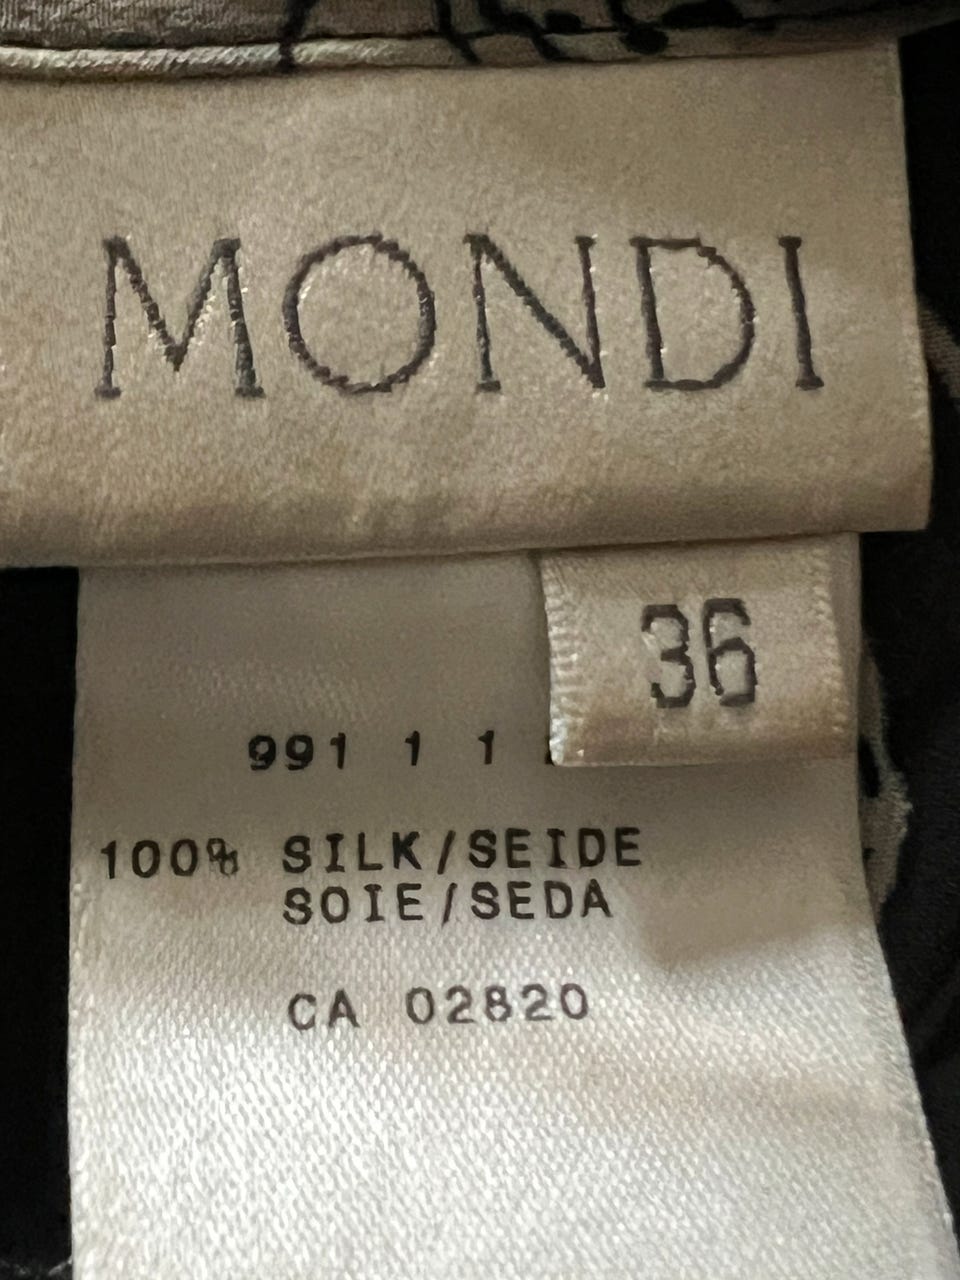 MONDI
36
991 1 1
100% SILK/SEIDE
SOIE/SEDA
CA 02820